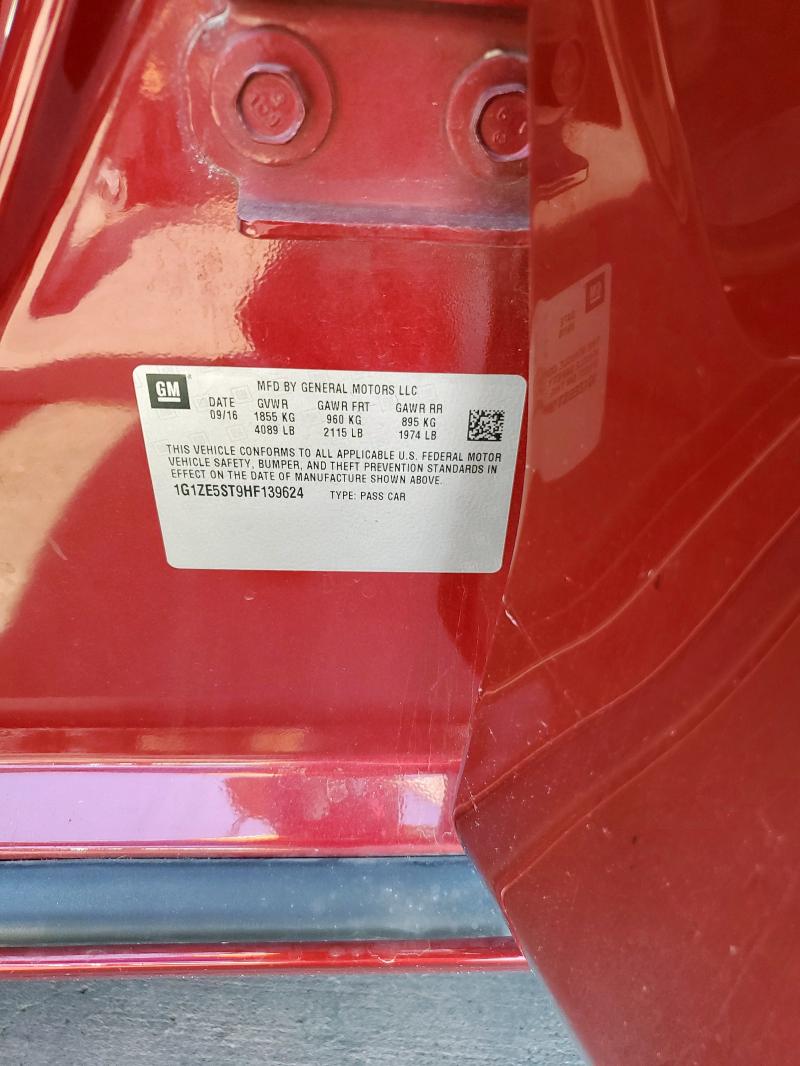 GM
MFD BY GENERAL MOTORS LLC
DATE GVWR GAWR FRT GAWR RR
09/16 1855 KG 960 KG 895 KG
4089 LB 2115 LB 1974 LB
THIS VEHICLE CONFORMS TO ALL APPLICABLE U.S. FEDERAL MOTOR
VEHICLE SAFETY, BUMPER, AND THEFT PREVENTION STANDARDS IN
EFFECT ON THE DATE OF MANUFACTURE SHOWN ABOVE.
1G1ZE5ST9HF139624 TYPE: PASS CAR